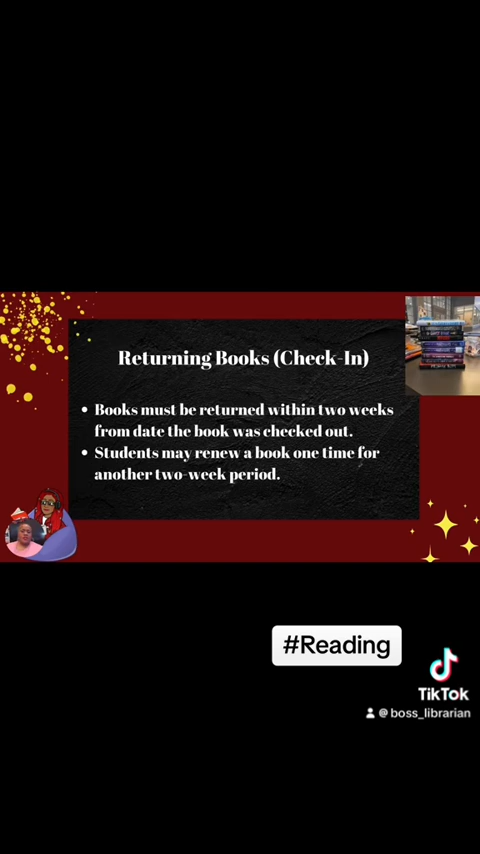 Returning Books (Check-In)
• Books must be returned within two weeks
from date the book was checked out.
• Students may renew a book one time for
another two-week period.
#Reading
TikTok
@boss_librarian